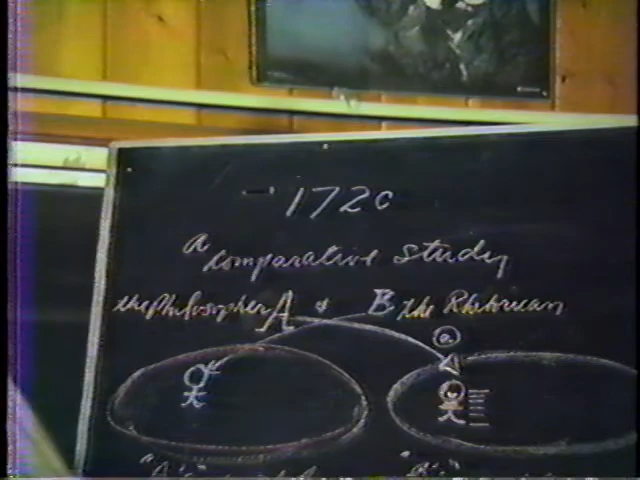 172c
a comparative study
the Philosopher A & B the Rhetorician
"A's"
"B's"